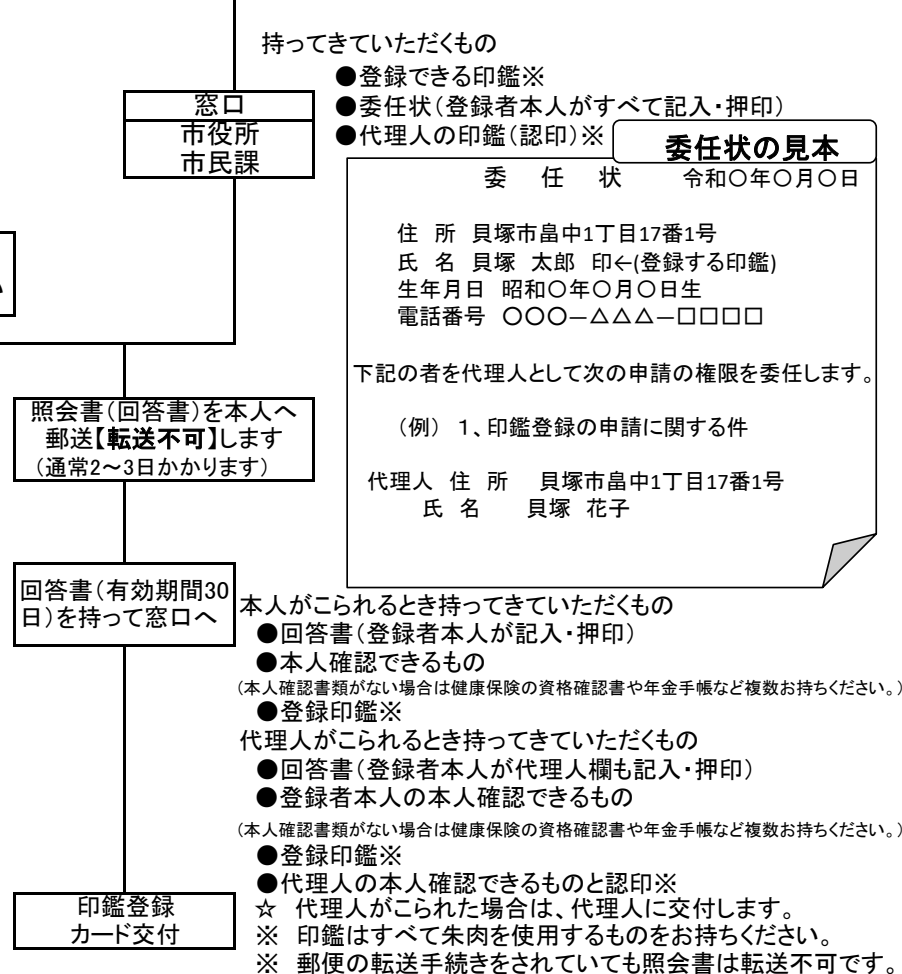 持ってきていただくもの
●登録できる印鑑※
●委任状(登録者本人がすべて記入・押印)
●代理人の印鑑(認印)※
窓口
市役所
市民課
委任状の見本
委 任 状 令和〇年〇月〇日
住 所 貝塚市畠中1丁目17番1号
氏 名 貝塚 太郎 印←(登録する印鑑)
生年月日 昭和〇年〇月〇日生
電話番号 〇〇〇―△△△―□□□□
下記の者を代理人として次の申請の権限を委任します。
(例) 1、印鑑登録の申請に関する件
代理人 住 所 貝塚市畠中1丁目17番1号
氏 名 貝塚 花子
照会書(回答書)を本人へ
郵送【転送不可】します
(通常2~3日かかります)
回答書(有効期間30
日)を持って窓口へ
本人がこられるとき持ってきていただくもの
●回答書(登録者本人が記入・押印)
●本人確認できるもの
(本人確認書類がない場合は健康保険の資格確認書や年金手帳など複数お持ちください。)
●登録印鑑※
代理人がこられるとき持ってきていただくもの
●回答書(登録者本人が代理人欄も記入・押印)
●登録者本人の本人確認できるもの
(本人確認書類がない場合は健康保険の資格確認書や年金手帳など複数お持ちください。)
●登録印鑑※
●代理人の本人確認できるものと認印※
印鑑登録
カード交付
☆ 代理人がこられた場合は、代理人に交付します。
※ 印鑑はすべて朱肉を使用するものをお持ちください。
※ 郵便の転送手続きをされていても照会書は転送不可です。